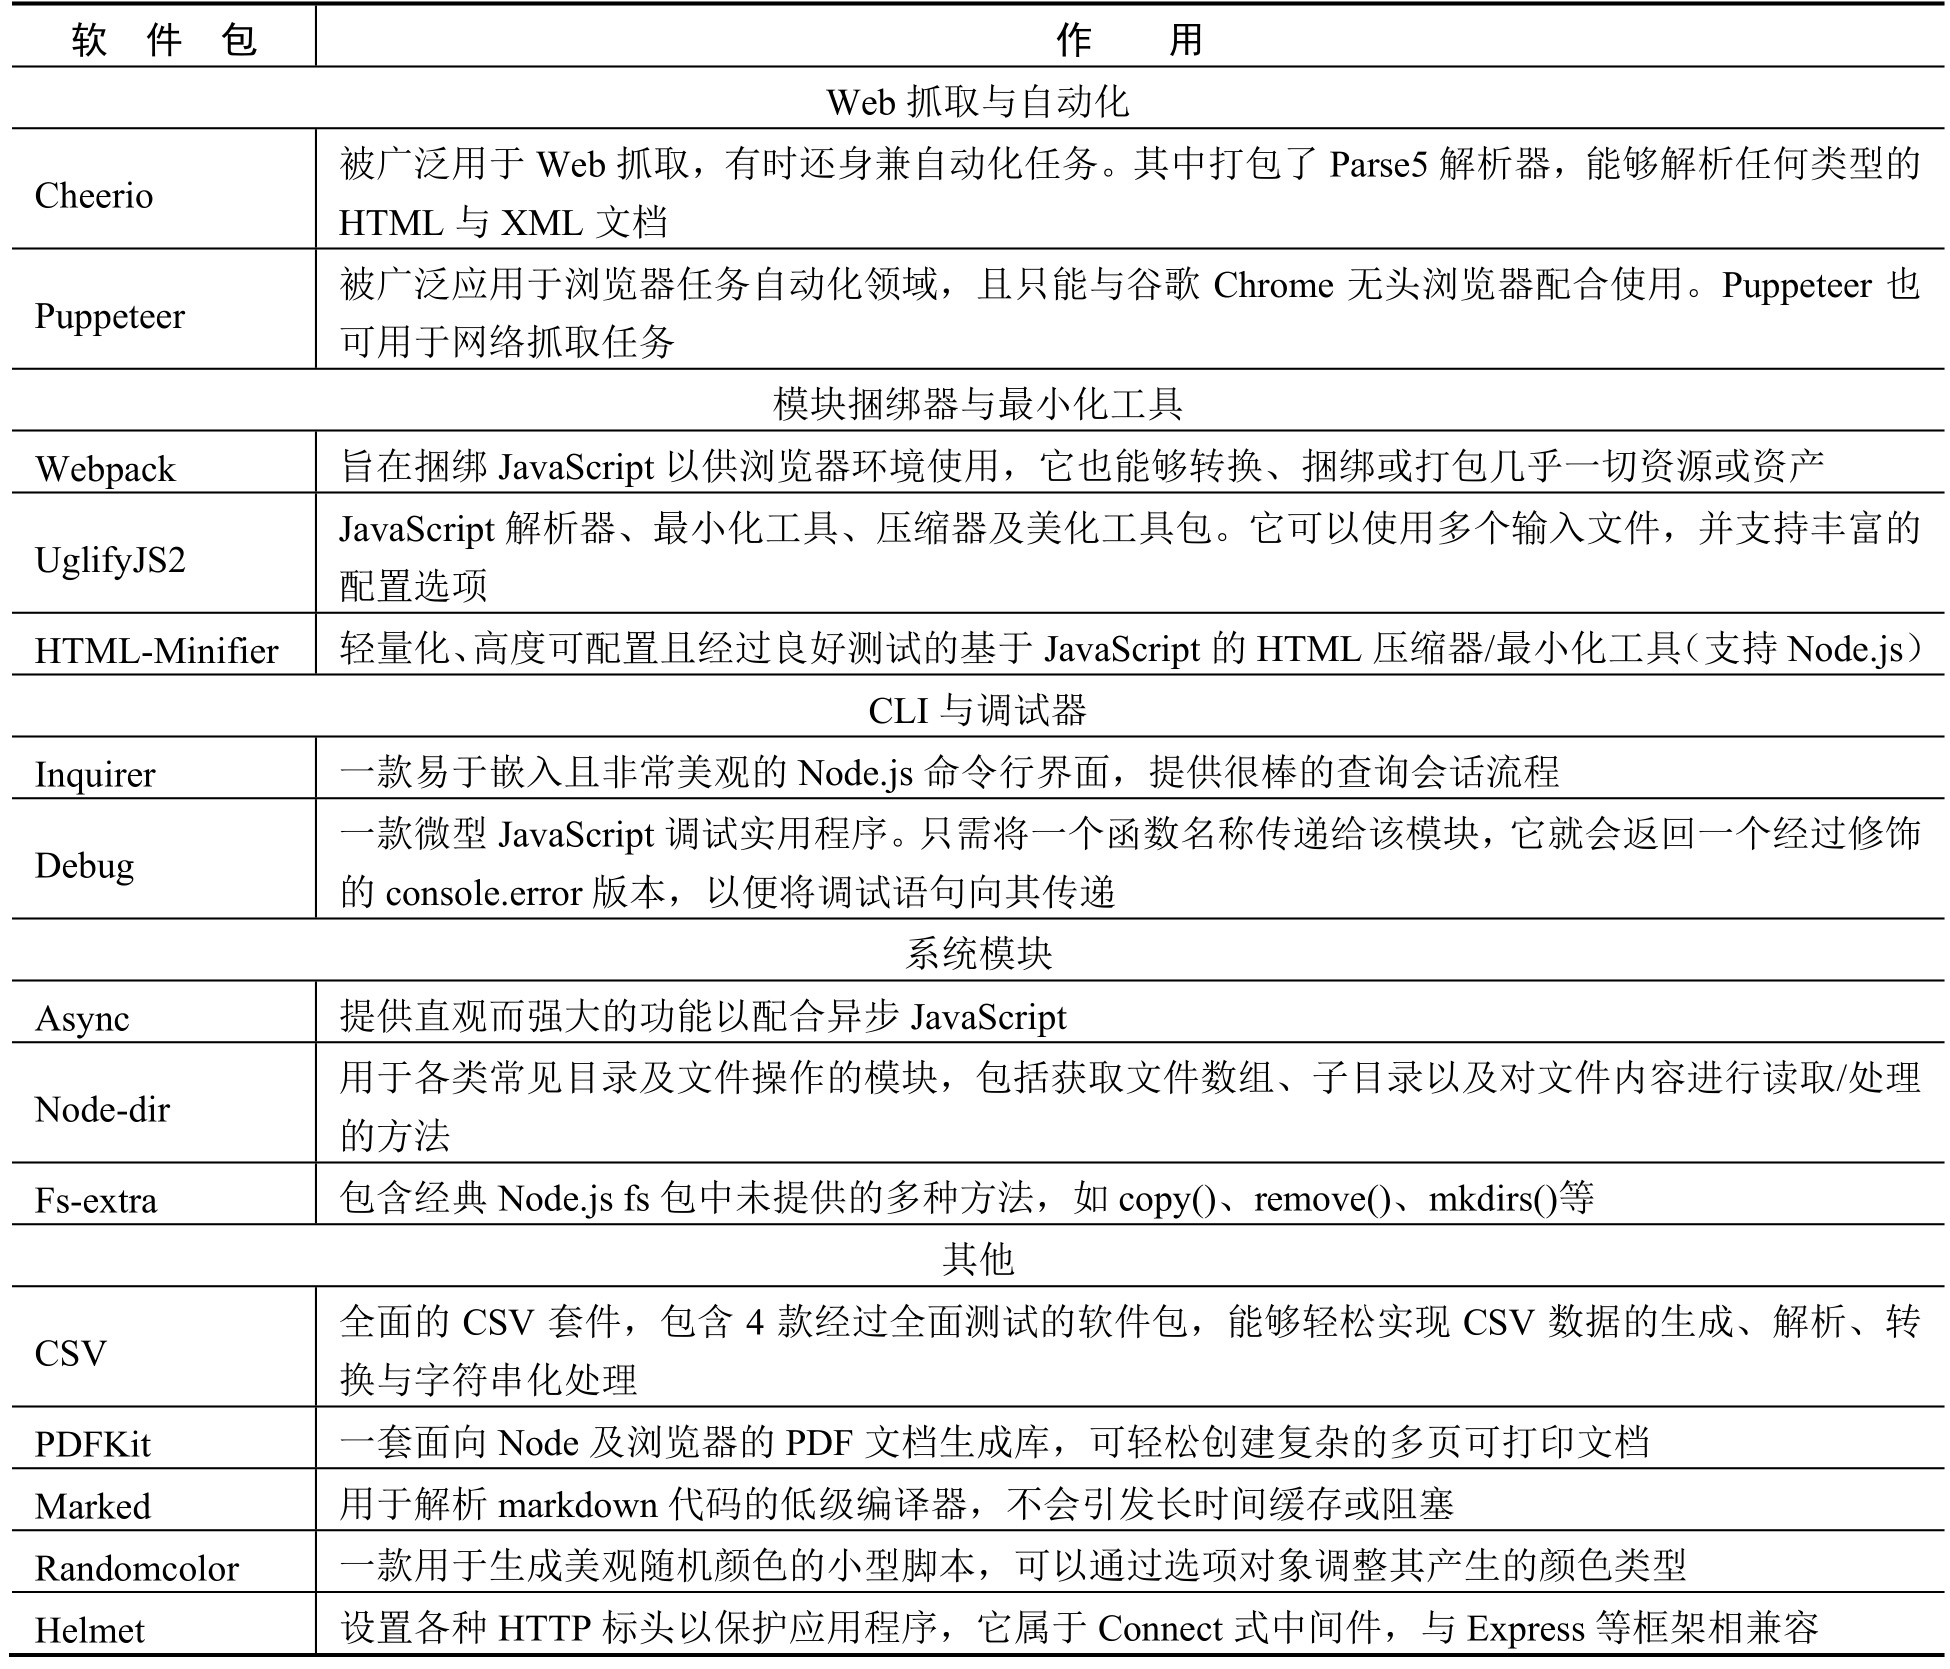 软 件 包 作 用
Web 抓取与自动化
Cheerio
被广泛用于 Web 抓取，有时还身兼自动化任务。其中打包了 Parse5 解析器，能够解析任何类型的
HTML 与 XML 文档
Puppeteer
被广泛应用于浏览器任务自动化领域，且只能与谷歌 Chrome 无头浏览器配合使用。Puppeteer 也
可用于网络抓取任务
模块捆绑器与最小化工具
Webpack 旨在捆绑 JavaScript 以供浏览器环境使用，它也能够转换、捆绑或打包几乎一切资源或资产
UglifyJS2
JavaScript 解析器、最小化工具、压缩器及美化工具包。它可以使用多个输入文件，并支持丰富的
配置选项
HTML-Minifier 轻量化、高度可配置且经过良好测试的基于 JavaScript 的 HTML 压缩器/最小化工具（支持 Node.js）
CLI 与调试器
Inquirer 一款易于嵌入且非常美观的 Node.js 命令行界面，提供很棒的查询会话流程
Debug
一款微型 JavaScript 调试实用程序。只需将一个函数名称传递给该模块，它就会返回一个经过修饰
的 console.error 版本，以便将调试语句向其传递
系统模块
Async 提供直观而强大的功能以配合异步 JavaScript
Node-dir
用于各类常见目录及文件操作的模块，包括获取文件数组、子目录以及对文件内容进行读取/处理
的方法
Fs-extra 包含经典 Node.js fs 包中未提供的多种方法，如 copy()、remove()、mkdirs()等
其他
CSV
全面的 CSV 套件，包含 4 款经过全面测试的软件包，能够轻松实现 CSV 数据的生成、解析、转
换与字符串化处理
PDFKit 一套面向 Node 及浏览器的 PDF 文档生成库，可轻松创建复杂的多页可打印文档
Marked 用于解析 markdown 代码的低级编译器，不会引发长时间缓存或阻塞
Randomcolor 一款用于生成美观随机颜色的小型脚本，可以通过选项对象调整其产生的颜色类型
Helmet 设置各种 HTTP 标头以保护应用程序，它属于 Connect 式中间件，与 Express 等框架相兼容